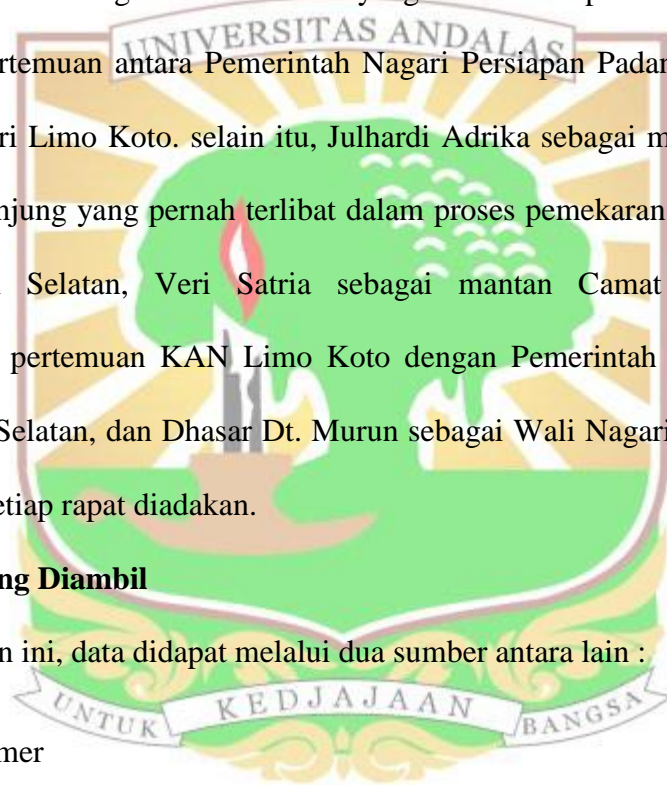 UNIVERSITAS ANDALAS
rtemuan antara Pemerintah Nagari Persiapan Padan
ri Limo Koto. selain itu, Julhardi Adrika sebagai m
njung yang pernah terlibat dalam proses pemekaran
Selatan, Veri Satria sebagai mantan Camat
pertemuan KAN Limo Koto dengan Pemerintah
Selatan, dan Dhasar Dt. Murun sebagai Wali Nagari
etiap rapat diadakan.
ng Diambil
n ini, data didapat melalui dua sumber antara lain :
UNTUK KEDJAJAAN BANGSA
mer